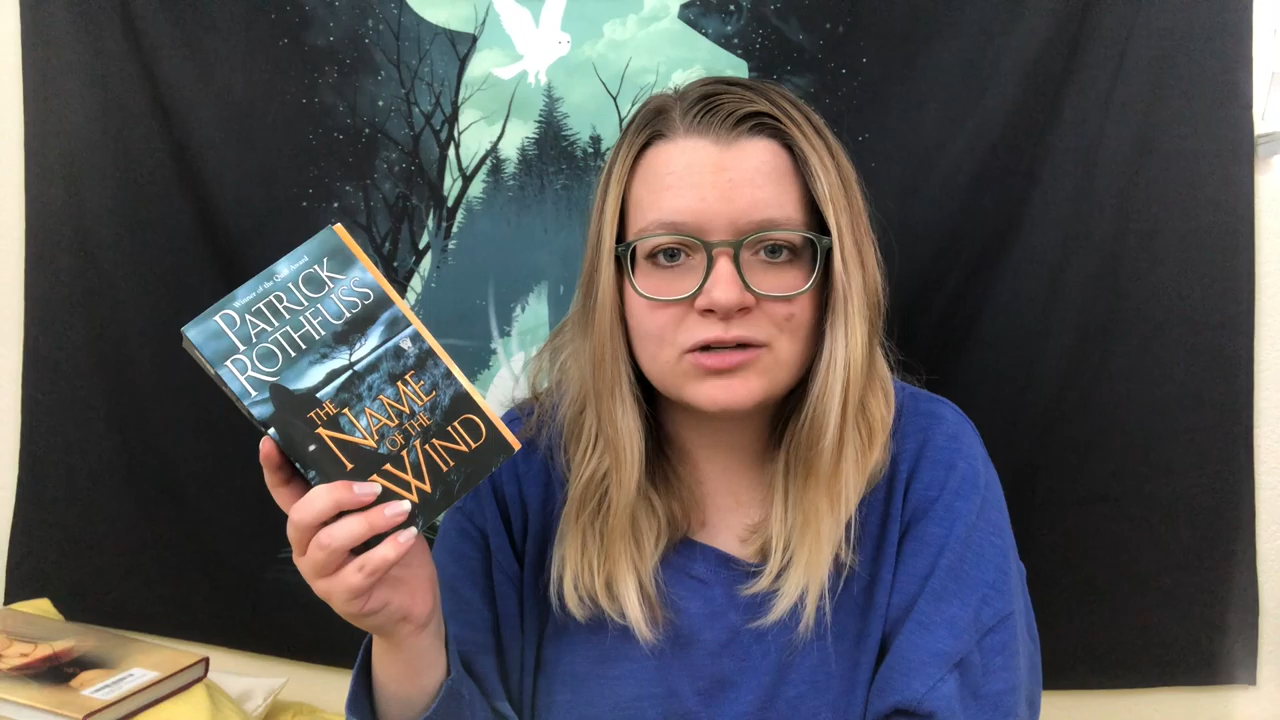 Winner of the Quill Award
PATRICK
ROTHFUSS
THE
NAME
OF THE
WIND